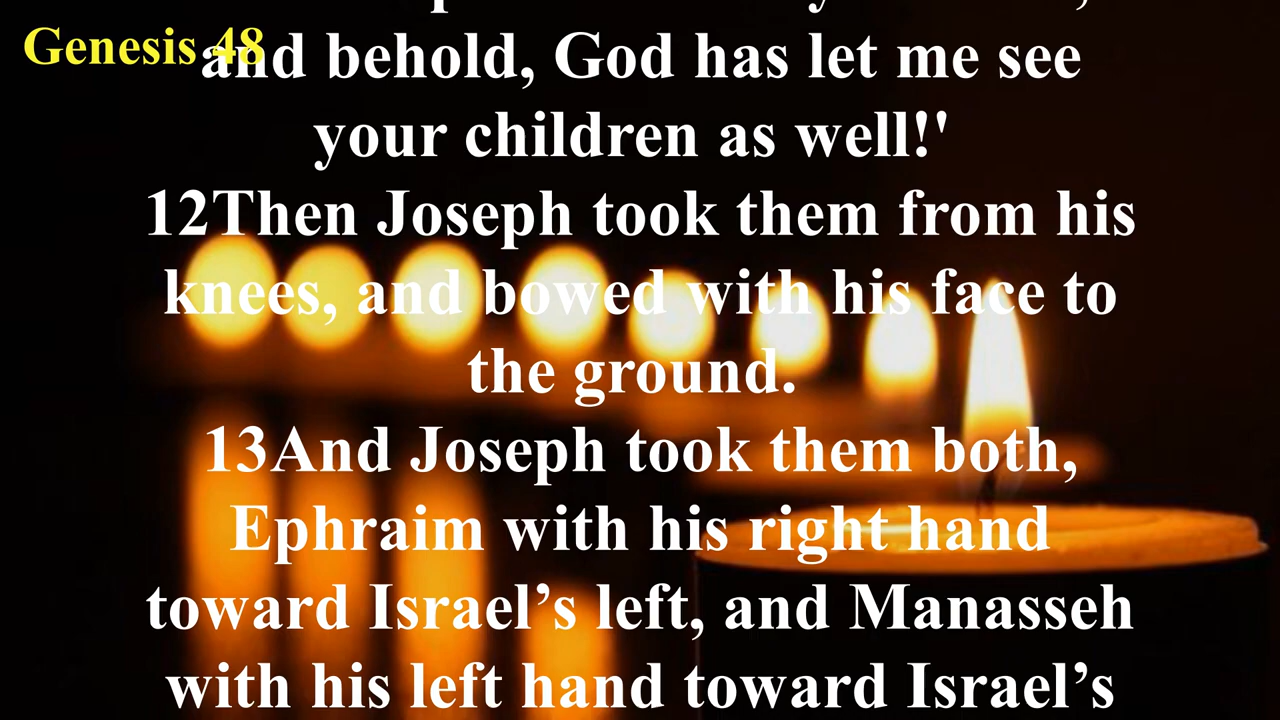 Genesis 48
and behold, God has let me see
your children as well!'
12Then Joseph took them from his
knees, and bowed with his face to
the ground.
13And Joseph took them both,
Ephraim with his right hand
toward Israel’s left, and Manasseh
with his left hand toward Israel’s